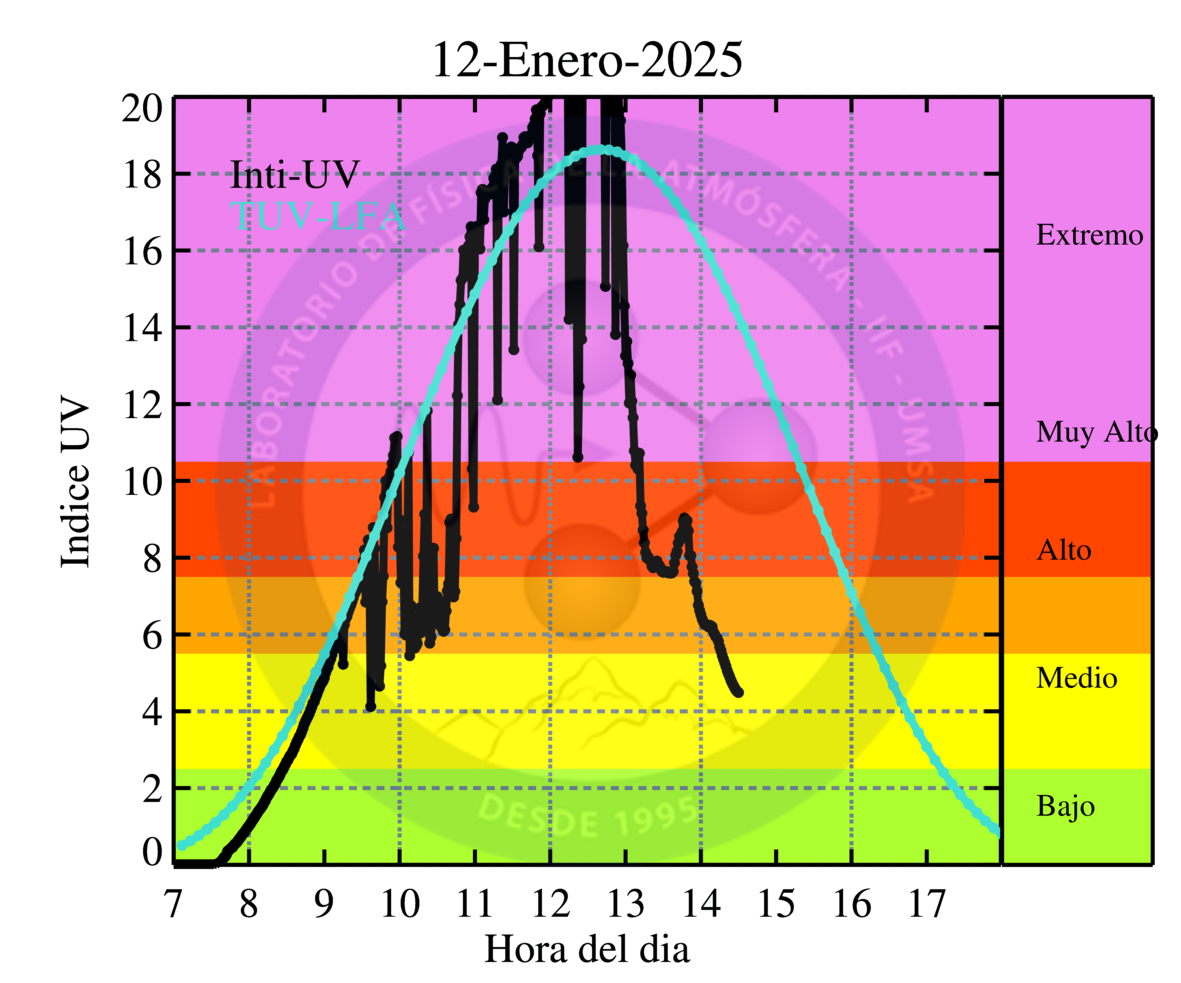 12-Enero-2025
Indice UV
20
18
16
14
12
10
8
6
4
2
0
Inti-UV
TUV-LFA
LABORATORIO DE FÍSICA DE LA ATMÓSFERA - IIF - UMSA
DESDE 1995
Extremo
Muy Alto
Alto
Medio
Bajo
7 8 9 10 11 12 13 14 15 16 17
Hora del dia